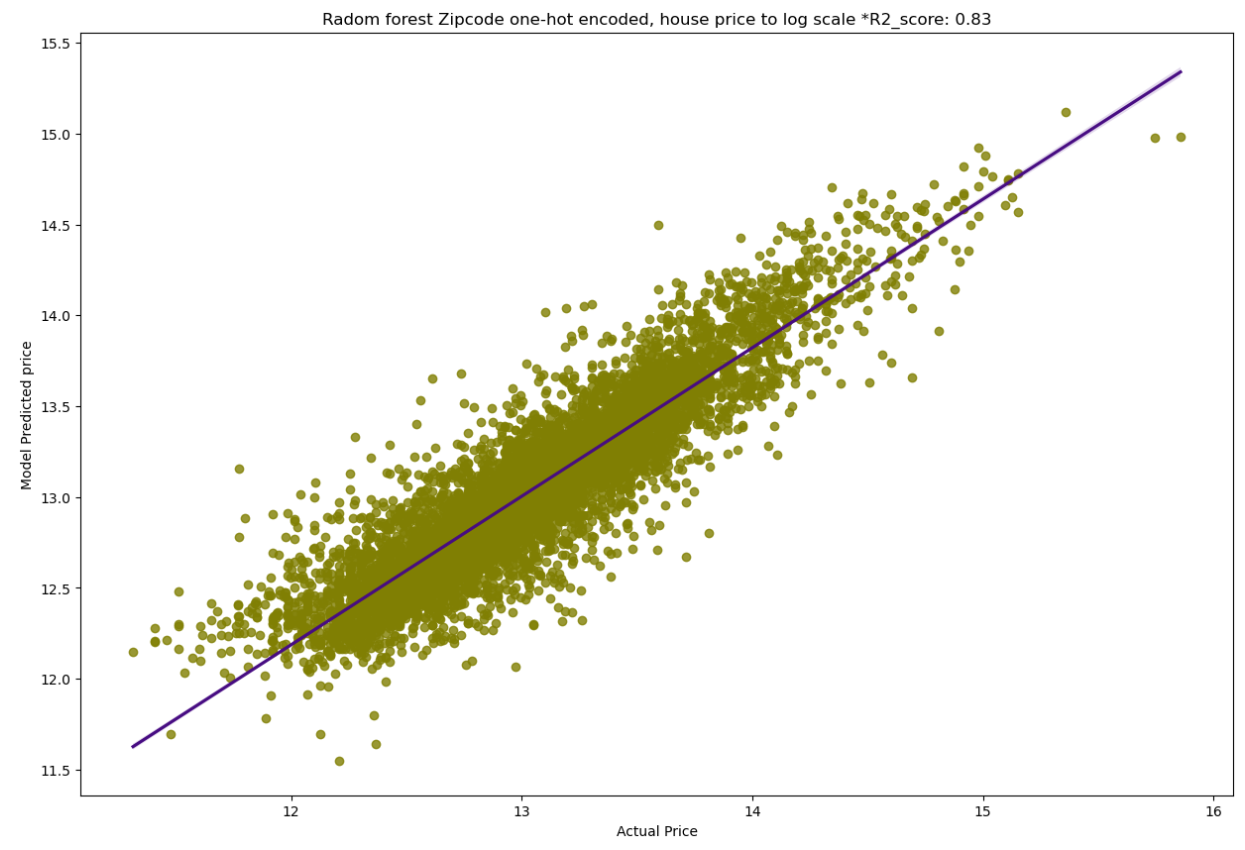 Radom forest Zipcode one-hot encoded, house price to log scale *R2_score: 0.83
15.5
15.0
14.5
14.0
13.5
13.0
12.5
12.0
11.5
Model Predicted price
12 13 14 15 16
Actual Price